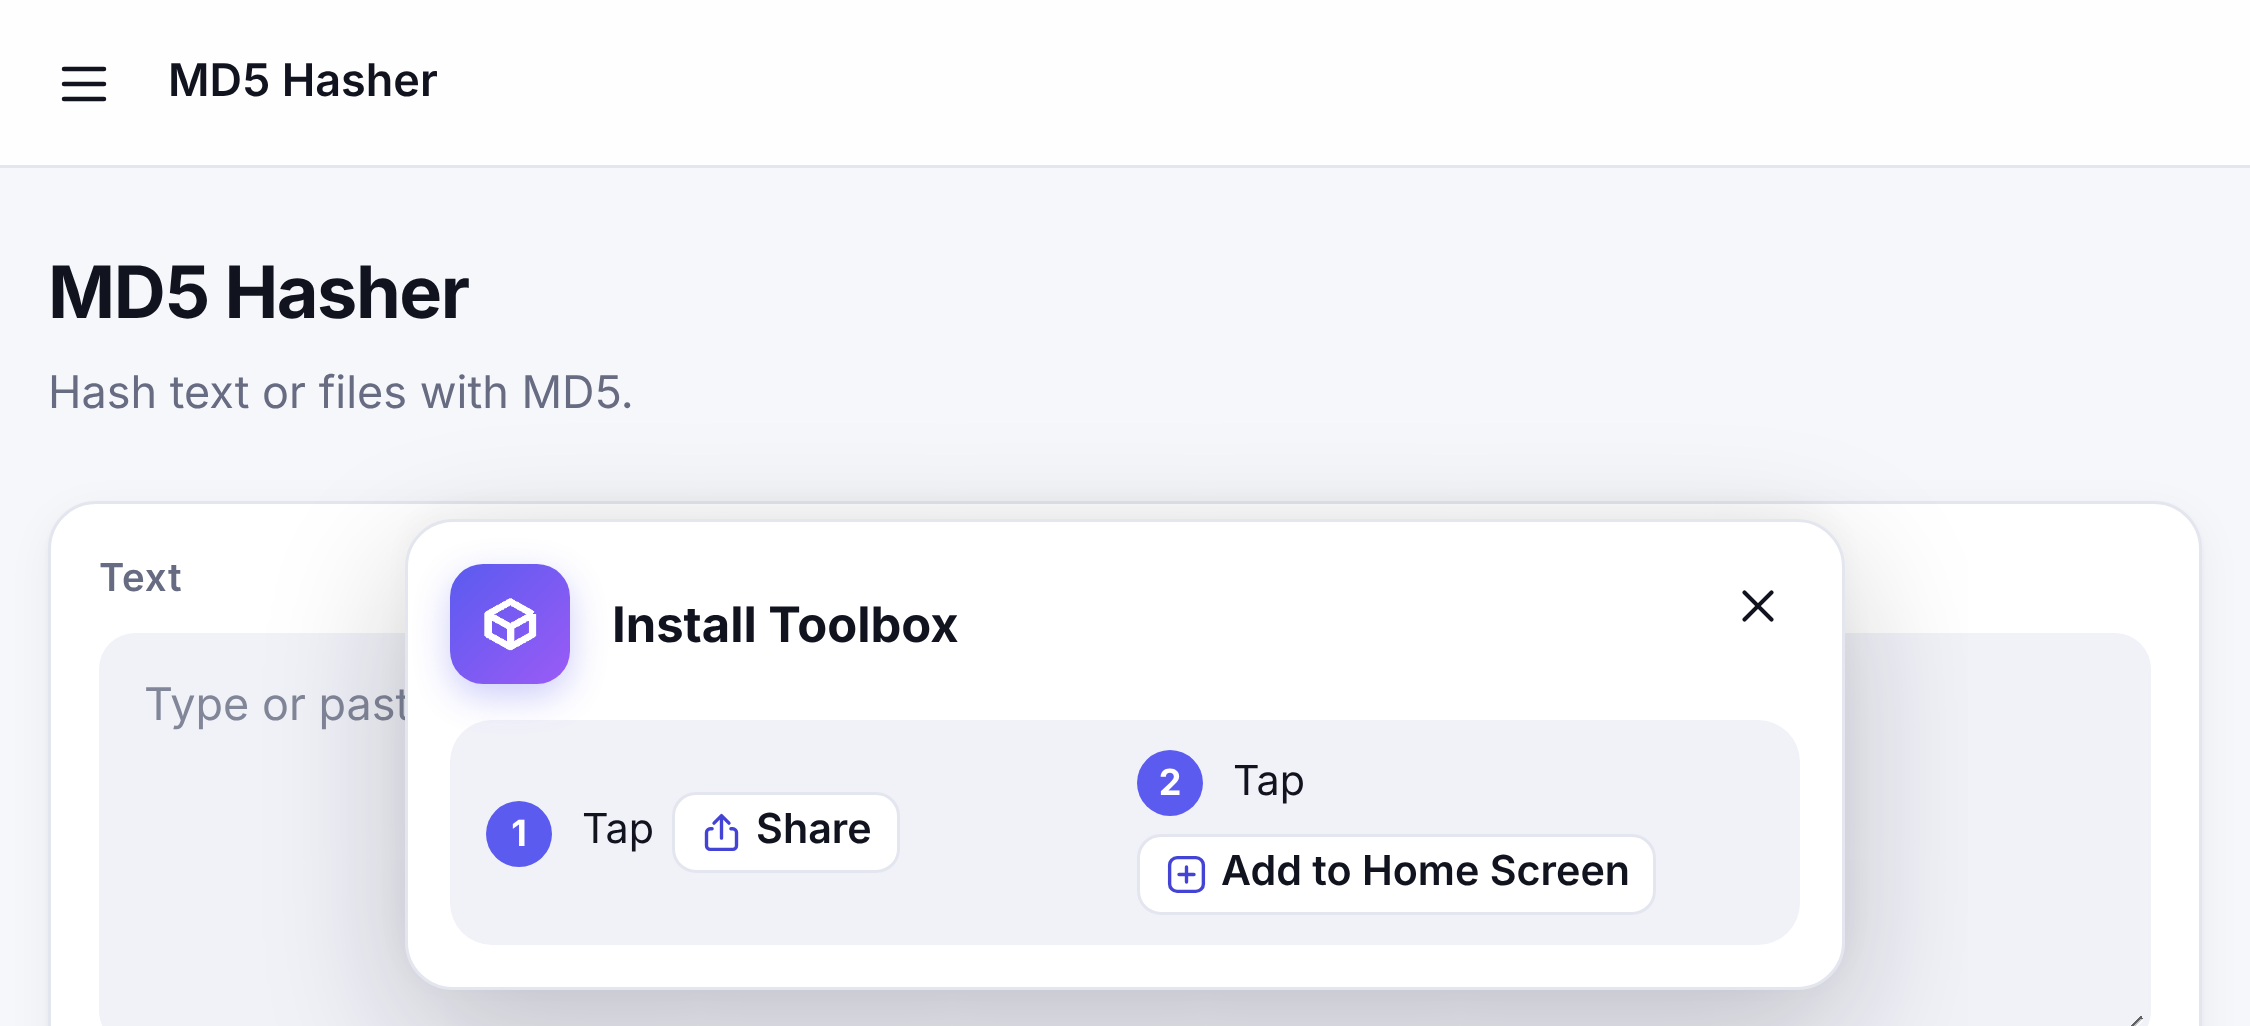 MD5 Hasher
MD5 Hasher
Hash text or files with MD5.
Text
Type or past
Install Toolbox
1 Tap Share
2 Tap
Add to Home Screen